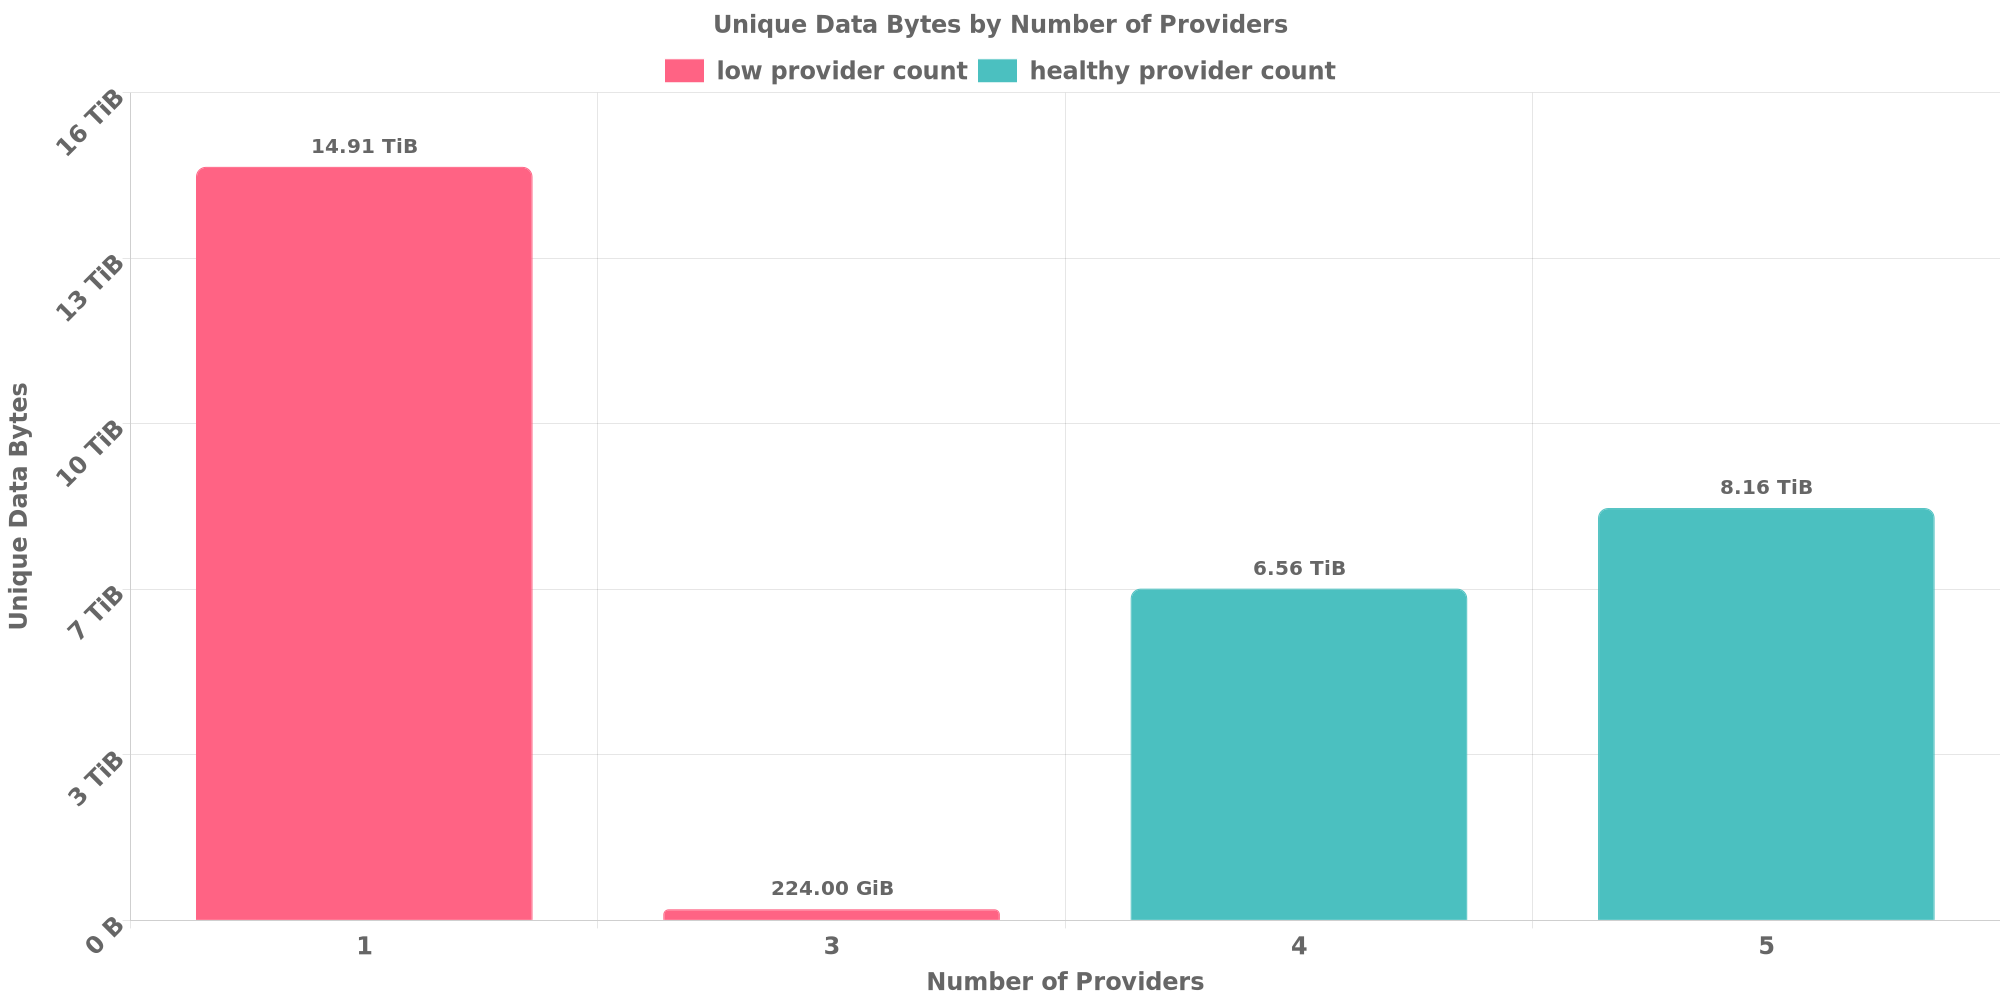 Unique Data Bytes by Number of Providers
low provider count healthy provider count
16 TiB
13 TiB
10 TiB
7 TiB
3 TiB
0 B
Unique Data Bytes
14.91 TiB
224.00 GiB
6.56 TiB
8.16 TiB
1 3 4 5
Number of Providers